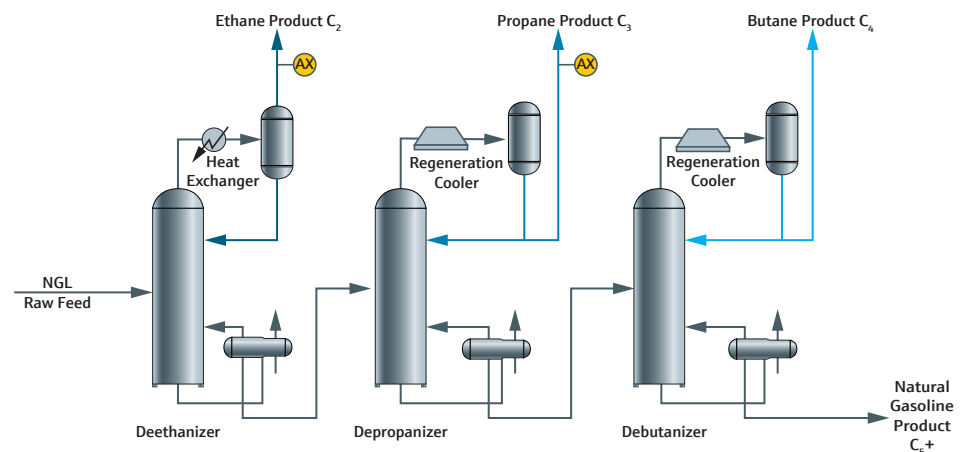 Ethane Product C₂
Propane Product C₃
Butane Product C₄
AX
AX
Heat
Exchanger
Regeneration
Cooler
Regeneration
Cooler
NGL
Raw Feed
Deethanizer
Depropanizer
Debutanizer
Natural
Gasoline
Product
C₅+